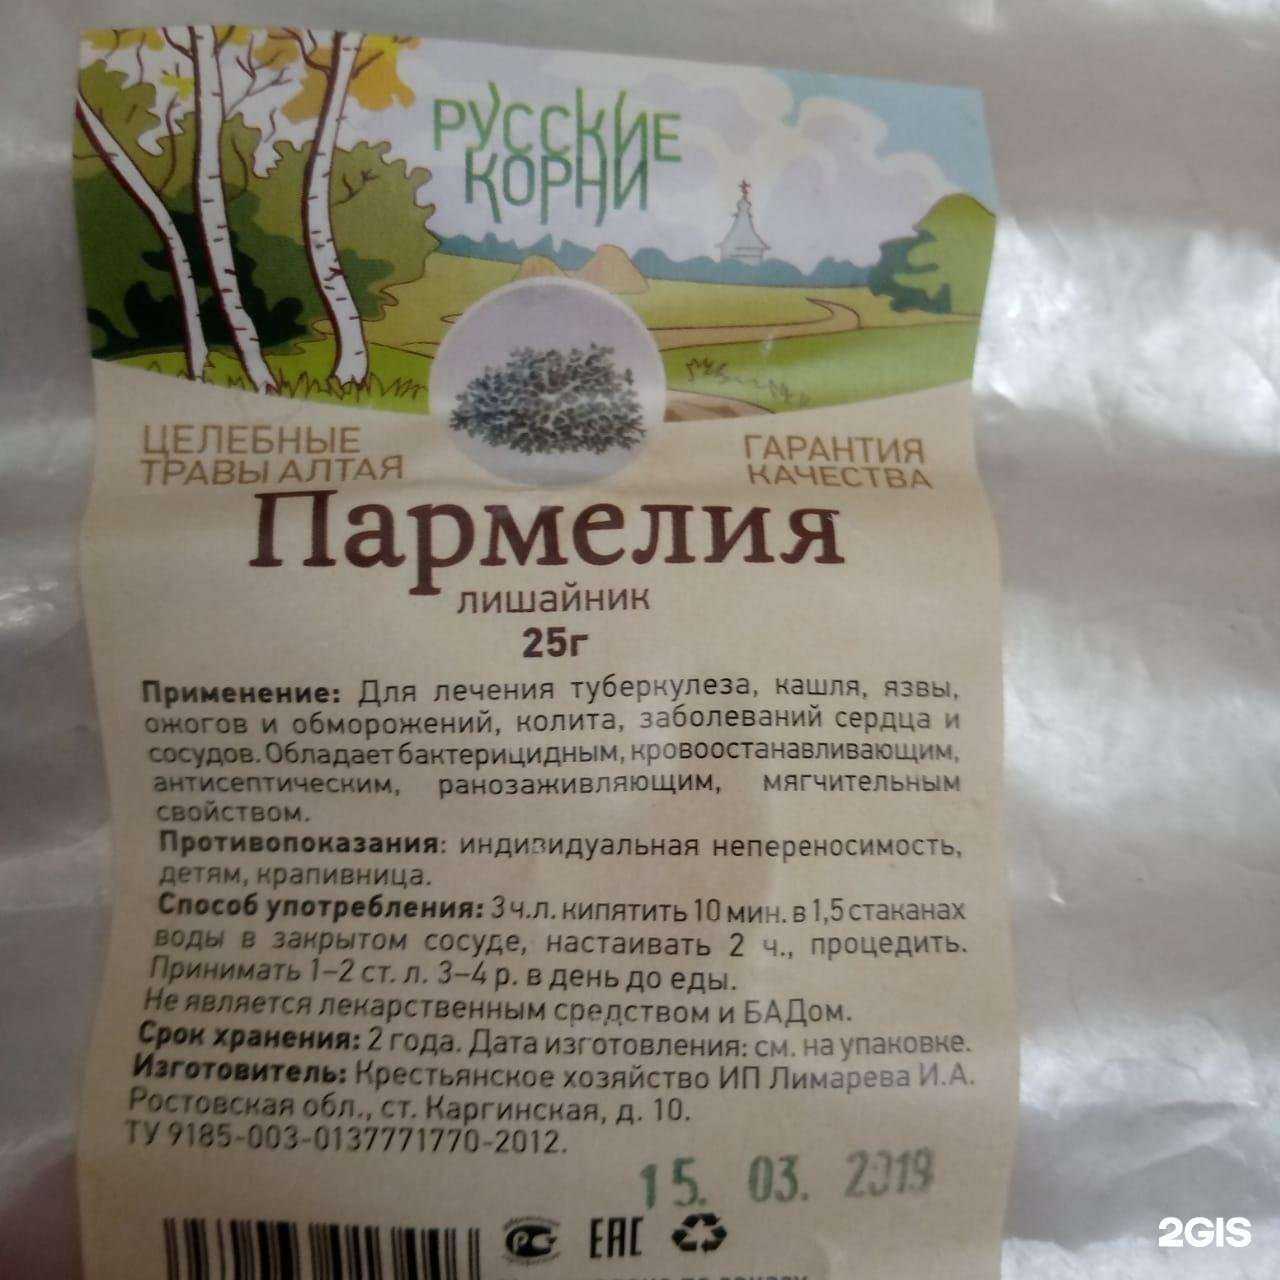 РУССКИЕ
КОРНИ
ЦЕЛЕБНЫЕ
ТРАВЫ АЛТАЯ
ГАРАНТИЯ
КАЧЕСТВА
Пармелия
лишайник
25г
Применение: Для лечения туберкулеза, кашля, язвы,
ожогов и обморожений, колита, заболеваний сердца и
сосудов. Обладает бактерицидным, кровоостанавливающим,
антисептическим, ранозаживляющим, мягчительным
свойством.
Противопоказания: индивидуальная непереносимость,
детям, крапивница.
Способ употребления: 3 ч.л. кипятить 10 мин. в 1,5 стаканах
воды в закрытом сосуде, настаивать 2 ч., процедить.
Принимать 1–2 ст. л. 3–4 р. в день до еды.
Не является лекарственным средством и БАДом.
Срок хранения: 2 года. Дата изготовления: см. на упаковке.
Изготовитель: Крестьянское хозяйство ИП Лимарева И.А.
Ростовская обл., ст. Каргинская, д. 10.
ТУ 9185-003-0137771770-2012.
15. 03. 2019
РС ЕАС
2GIS